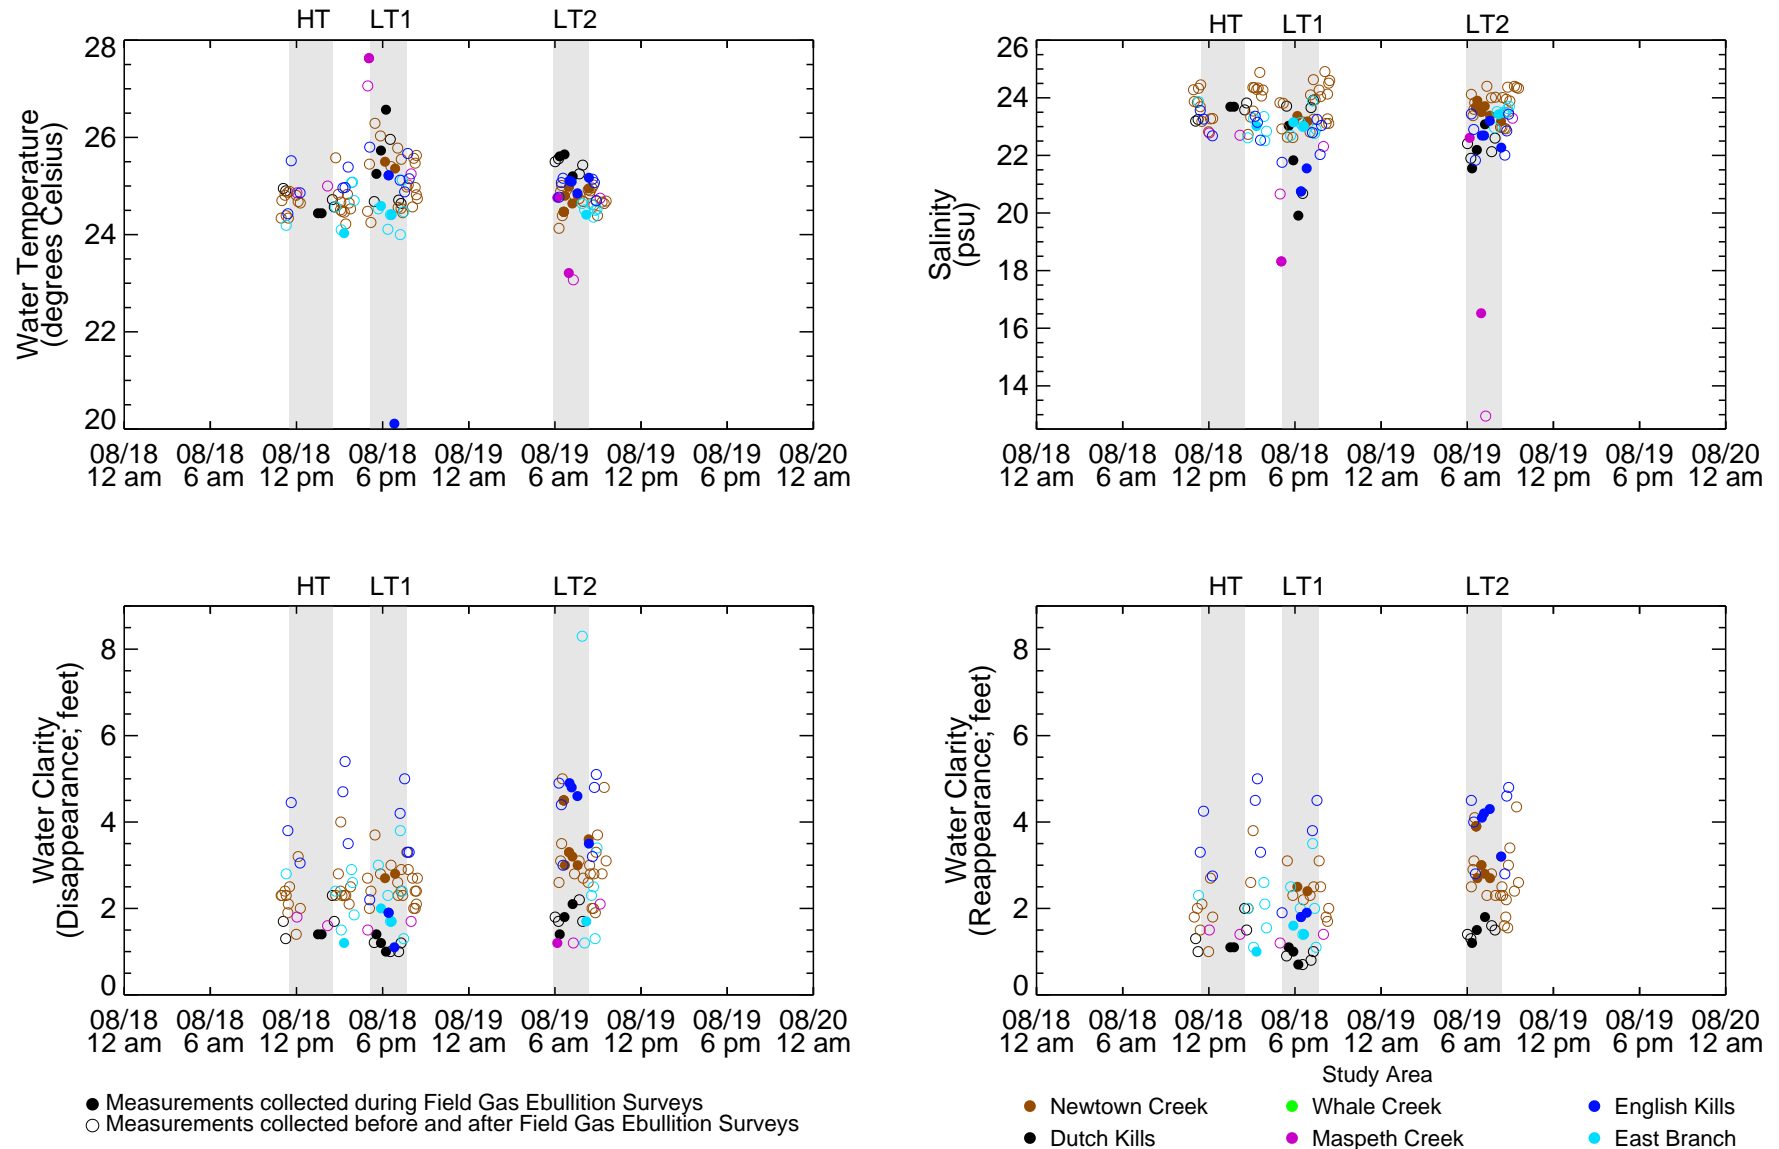 HT LT1 LT2
28
26
24
22
20
Water Temperature
(degrees Celsius)
08/18 08/18 08/18 08/18 08/19 08/19 08/19 08/19 08/20
12 am 6 am 12 pm 6 pm 12 am 6 am 12 pm 6 pm 12 am
HT LT1 LT2
26
24
22
20
18
16
14
Salinity
(psu)
08/18 08/18 08/18 08/18 08/19 08/19 08/19 08/19 08/20
12 am 6 am 12 pm 6 pm 12 am 6 am 12 pm 6 pm 12 am
HT LT1 LT2
8
6
4
2
0
Water Clarity
(Disappearance; feet)
08/18 08/18 08/18 08/18 08/19 08/19 08/19 08/19 08/20
12 am 6 am 12 pm 6 pm 12 am 6 am 12 pm 6 pm 12 am
HT LT1 LT2
8
6
4
2
0
Water Clarity
(Reappearance; feet)
08/18 08/18 08/18 08/18 08/19 08/19 08/19 08/19 08/20
12 am 6 am 12 pm 6 pm 12 am 6 am 12 pm 6 pm 12 am
Measurements collected during Field Gas Ebullition Surveys
Measurements collected before and after Field Gas Ebullition Surveys
Study Area
Newtown Creek Whale Creek English Kills
Dutch Kills Maspeth Creek East Branch